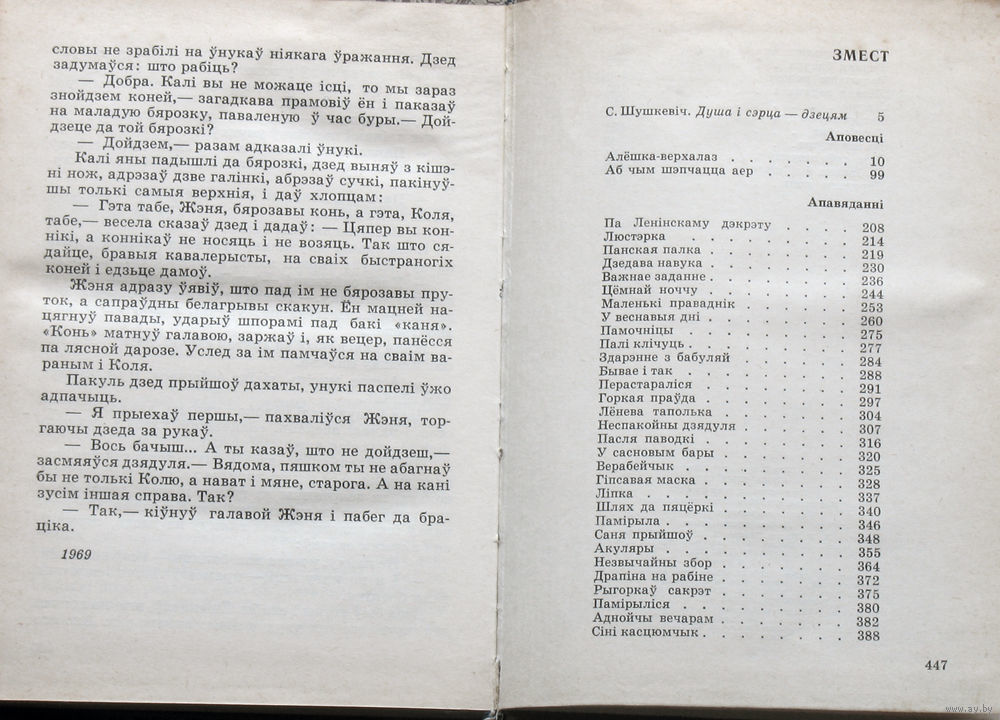 словы не зрабілі на ўнукаў ніякага ўражання. Дзед
задумаўся: што рабіць?
— Добра. Калі вы не можаце ісці, то мы зараз
знойдзем коней,— загадкава прамовіў ён і паказаў
на маладую бярозку, паваленую ў час буры.— Дой-
дзеце да той бярозкі?
— Дойдзем,— разам адказалі ўнукі.
Калі яны падышлі да бярозкі, дзед выняў з кішэ-
ні нож, адрэзаў дзве галінкі, абрэзаў сучкі, пакінуў-
шы толькі самыя верхнія, і даў хлопцам:
— Гэта табе, Жэня, бярозавы конь, а гэта, Коля,
табе,— весела сказаў дзед і дадаў: — Цяпер вы кон-
нікі, а коннікаў не носяць і не возяць. Так што ся-
дайце, бравыя кавалерысты, на сваіх быстраногіх
коней і едзьце дамоў.
Жэня адразу ўявіў, што пад ім не бярозавы пру-
ток, а сапраўдны белагрывы скакун. Ён мацней на-
цягнуў павады, ударыў шпорамі пад бакі «каня».
«Конь» матнуў галавою, заржаў і, як вецер, панёсся
па лясной дарозе. Услед за ім памчаўся на сваім ва-
раным і Коля.
Пакуль дзед прыйшоў дахаты, унукі паспелі ўжо
адпачыць.
— Я прыехаў першы,— пахваліўся Жэня, тор-
гаючы дзеда за рукаў.
— Вось бачыш... А ты казаў, што не дойдзеш,—
засмяяўся дзядуля.— Вядома, пяшком ты не абагнаў
бы не толькі Колю, а нават і мяне, старога. А на кані
зусім іншая справа. Так?
— Так,— кіўнуў галавой Жэня і пабег да бра-
ціка.
1969
ЗМЕСТ
С. Шушкевіч. Душа і сэрца — дзецям 5
Аповесці
Алёшка-верхалаз . . . . . . . 10
Аб чым шэпчацца аер . . . . . 99
Апавяданні
Па Ленінскаму дэкрэту . . . . 208
Люстэрка . . . . . . . . 214
Панская палка . . . . . . . 219
Дзедава навука . . . . . . . 230
Важнае заданне . . . . . . . 236
Цёмнай ноччу . . . . . . . 244
Маленькі праваднік . . . . . . 253
У веснавыя дні . . . . . . . 260
Памочніцы . . . . . . . . 275
Палі клічуць . . . . . . . . 277
Здарэнне з бабуляй . . . . . . 284
Бывае і так . . . . . . . . 288
Перастараліся . . . . . . . 291
Горкая праўда . . . . . . . 297
Лёнева таполька . . . . . . . 304
Неспакойны дзядуля . . . . . 307
Пасля паводкі . . . . . . . 316
У сасновым бары . . . . . . 320
Верабейчык . . . . . . . . 325
Гіпсавая маска . . . . . . . 328
Ліпка . . . . . . . . . 337
Шлях да пяцёркі . . . . . . 340
Памірыла . . . . . . . . 346
Саня прыйшоў . . . . . . . 348
Акуляры . . . . . . . . 355
Незвычайны збор . . . . . . 364
Драпіна на рабіне . . . . . . 372
Рыгоркаў сакрэт . . . . . . 375
Памірыліся . . . . . . . . 380
Аднойчы вечарам . . . . . . 382
Сіні касцюмчык . . . . . . . 388
447
www.ay.by